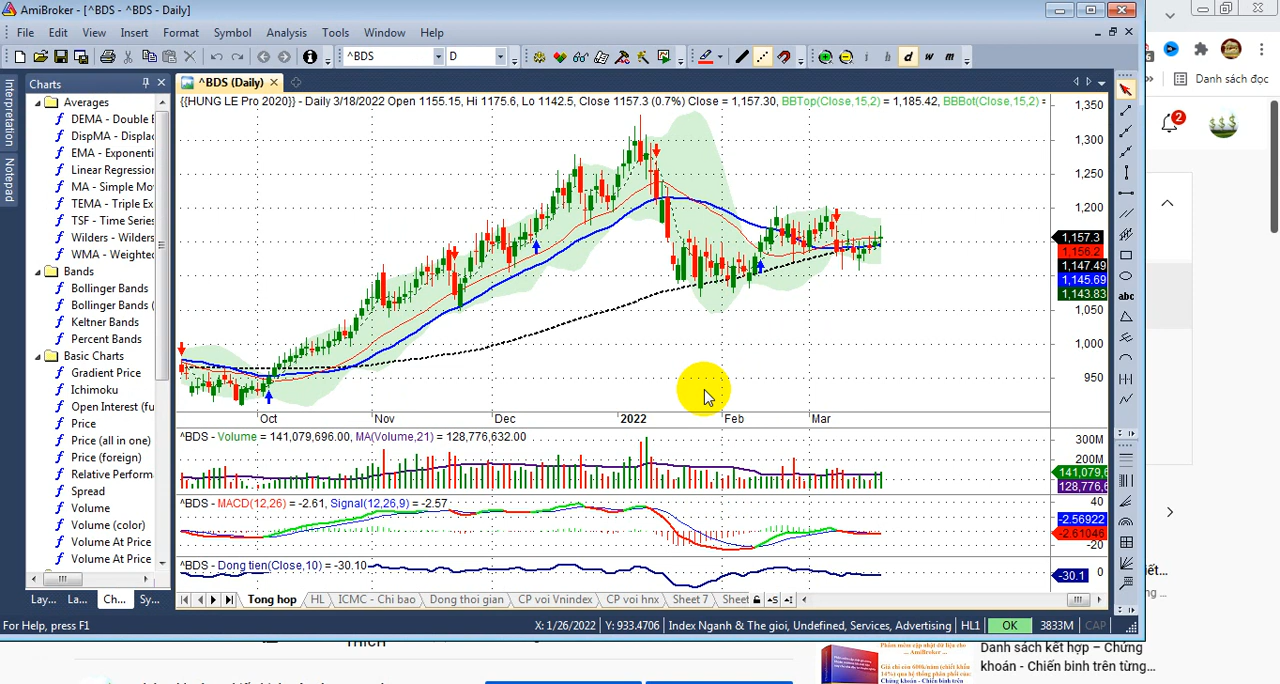 AmiBroker - [^BDS - ^BDS - Daily]
File Edit View Insert Format Symbol Analysis Tools Window Help
^BDS D i h d w m
Danh sách đọc
Charts
^BDS (Daily)
Interpretation
Notepad
Averages
DEMA - Double E
DispMA - Displac
EMA - Exponenti
Linear Regressio
MA - Simple Mo
TEMA - Triple Ex
TSF - Time Series
Wilders - Wilders
WMA - Weighte
Bands
Bollinger Bands
Bollinger Bands (
Keltner Bands
Percent Bands
Basic Charts
Gradient Price
Ichimoku
Open Interest (fu
Price
Price (all in one)
Price (foreign)
Relative Perform
Spread
Volume
Volume (color)
Volume At Price
Volume At Price
Lay... La... Ch... Sy...
{{HUNG LE Pro 2020}} - Daily 3/18/2022 Open 1155.15, Hi 1175.6, Lo 1142.5, Close 1157.3 (0.7%) Close = 1,157.30, BBTop(Close,15,2) = 1,185.42, BBBot(Close,15,2) =
1,350
1,300
1,250
1,200
1,157.3
1,156.2
1,147.49
1,145.69
1,143.83
1,050
1,000
950
Oct Nov Dec 2022 Feb Mar
abc
2
^BDS - Volume = 141,079,696.00, MA(Volume,21) = 128,776,632.00
300M
200M
141,079,6
128,776,6
^BDS - MACD(12,26) = -2.61, Signal(12,26,9) = -2.57
40
-2.56922
-2.61046
-20
^BDS - Dong tien(Close,10) = -30.10
0
-30.1
Tong hop HL ICMC - Chi bao Dong thoi gian CP voi Vnindex CP voi hnx Sheet 7 Sheet
For Help, press F1 X: 1/26/2022 Y: 933.4706 Index Nganh & The gioi, Undefined, Services, Advertising HL1 OK 3833M CAP
Danh sách kết hợp – Chứng
khoán - Chiến binh trên từng...